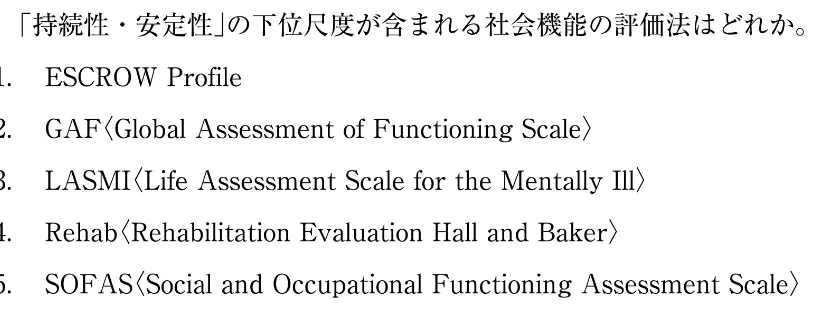 「持続性・安定性」の下位尺度が含まれる社会機能の評価法はどれか。
1. ESCROW Profile
2. GAF〈Global Assessment of Functioning Scale〉
3. LASMI〈Life Assessment Scale for the Mentally Ill〉
4. Rehab〈Rehabilitation Evaluation Hall and Baker〉
5. SOFAS〈Social and Occupational Functioning Assessment Scale〉